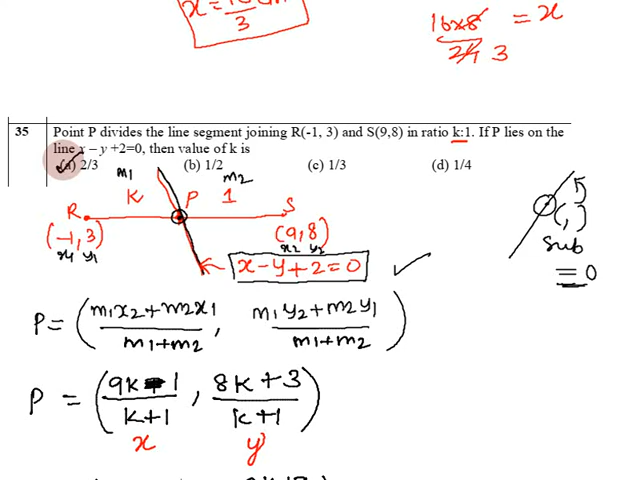 x = 
3
16x8 = x
24 3
35 Point P divides the line segment joining R(-1, 3) and S(9,8) in ratio k:1. If P lies on the
line x – y +2=0, then value of k is
(a) 2/3 (b) 1/2 (c) 1/3 (d) 1/4
m1 m2
K P 1
R S
(-1,3) (9,8)
x1 y1 x2 y2
x-y+2=0
( , )
Sub
= 0
P = (m1x2+m2x1 / m1+m2 , m1y2+m2y1 / m1+m2)
P = (9k-1 / k+1 , 8k+3 / k+1)
x y